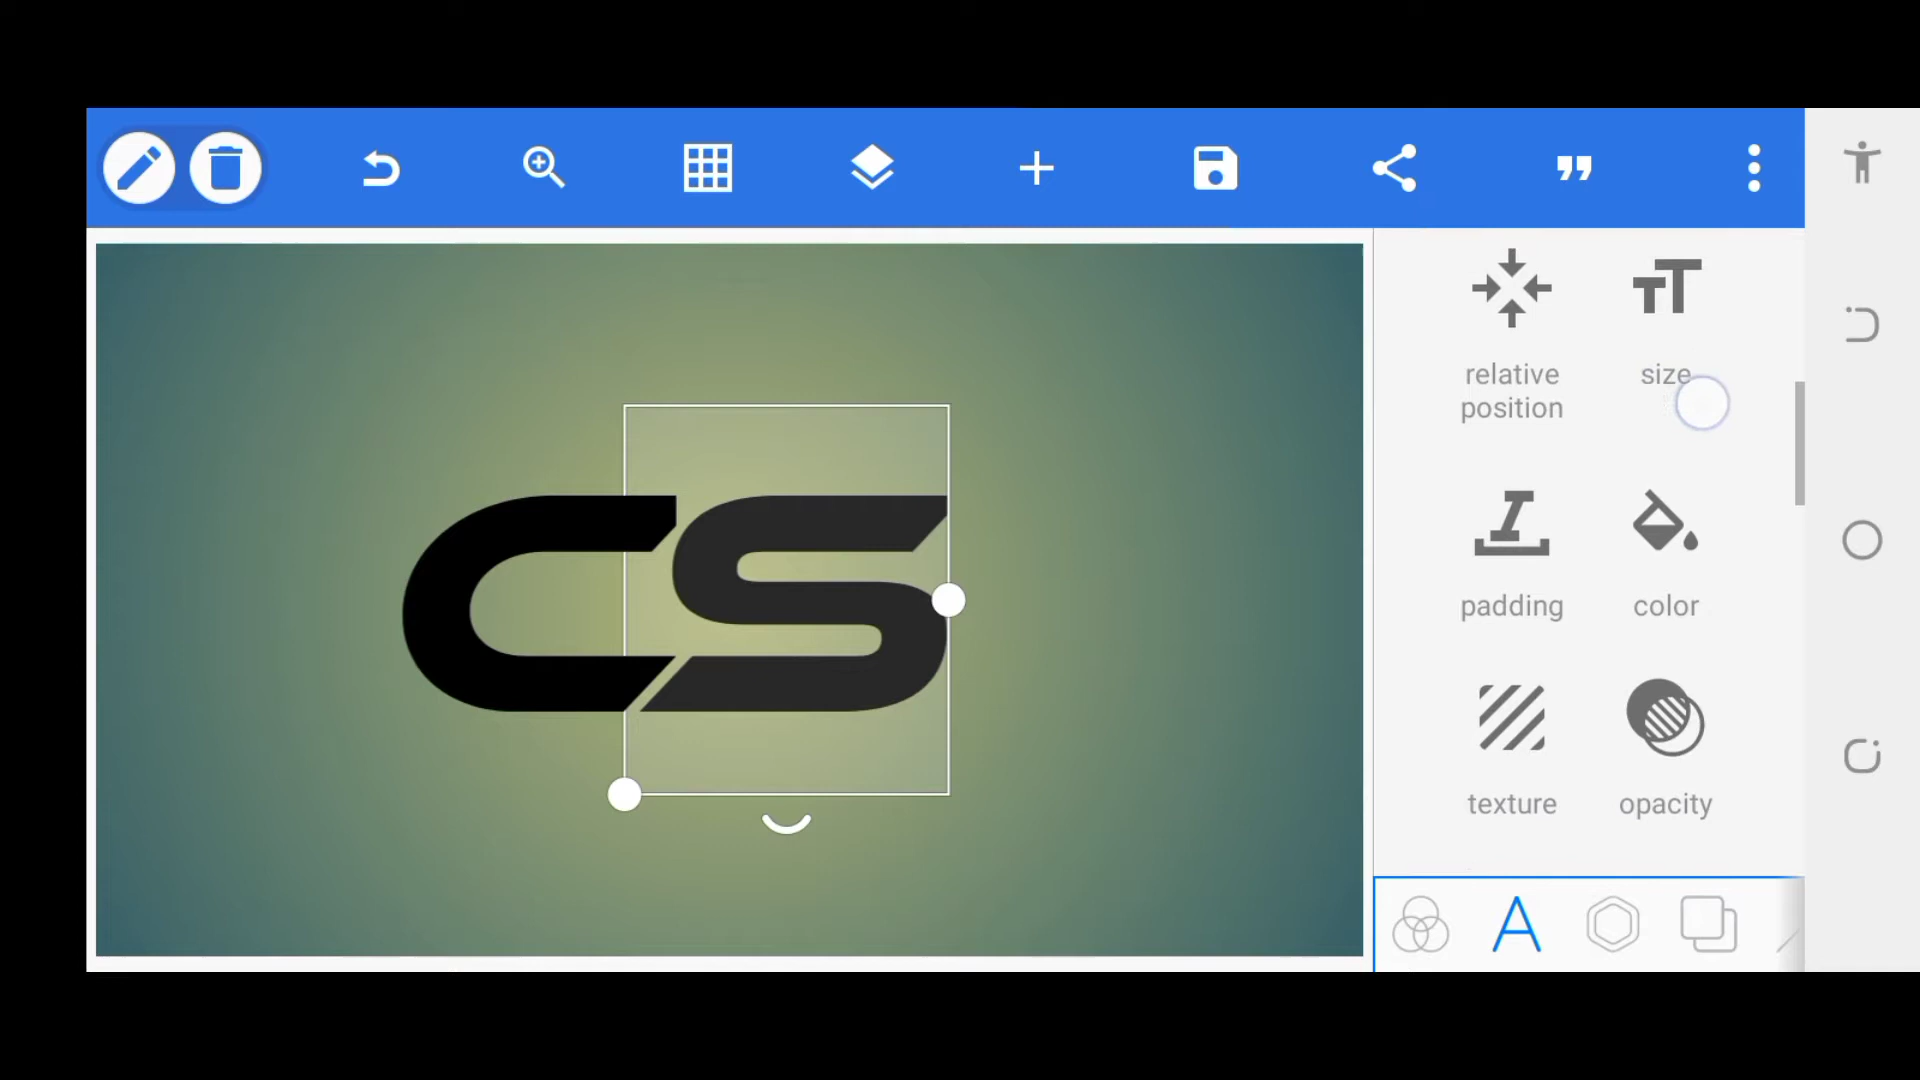 relative
position
size
CS
padding
color
texture
opacity
A